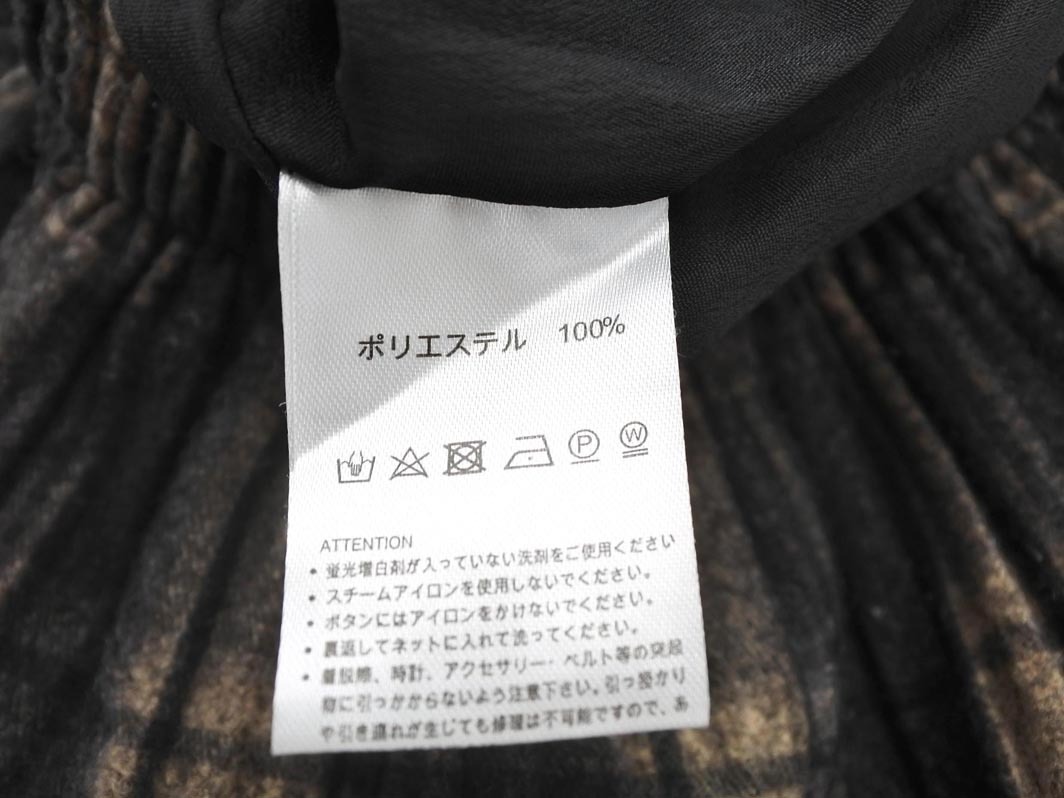 ポリエステル 100%
P W
ATTENTION
・蛍光増白剤が入っていない洗剤をご使用ください
・スチームアイロンを使用しないでください。
・ボタンにはアイロンをかけないでください。
・裏返してネットに入れて洗ってください。
・着脱際、時計、アクセサリー・ベルト等の突起
物に引っかからないよう注意下さい。引っ掛かり
や引き連れが生じても修理は不可能ですので、あ